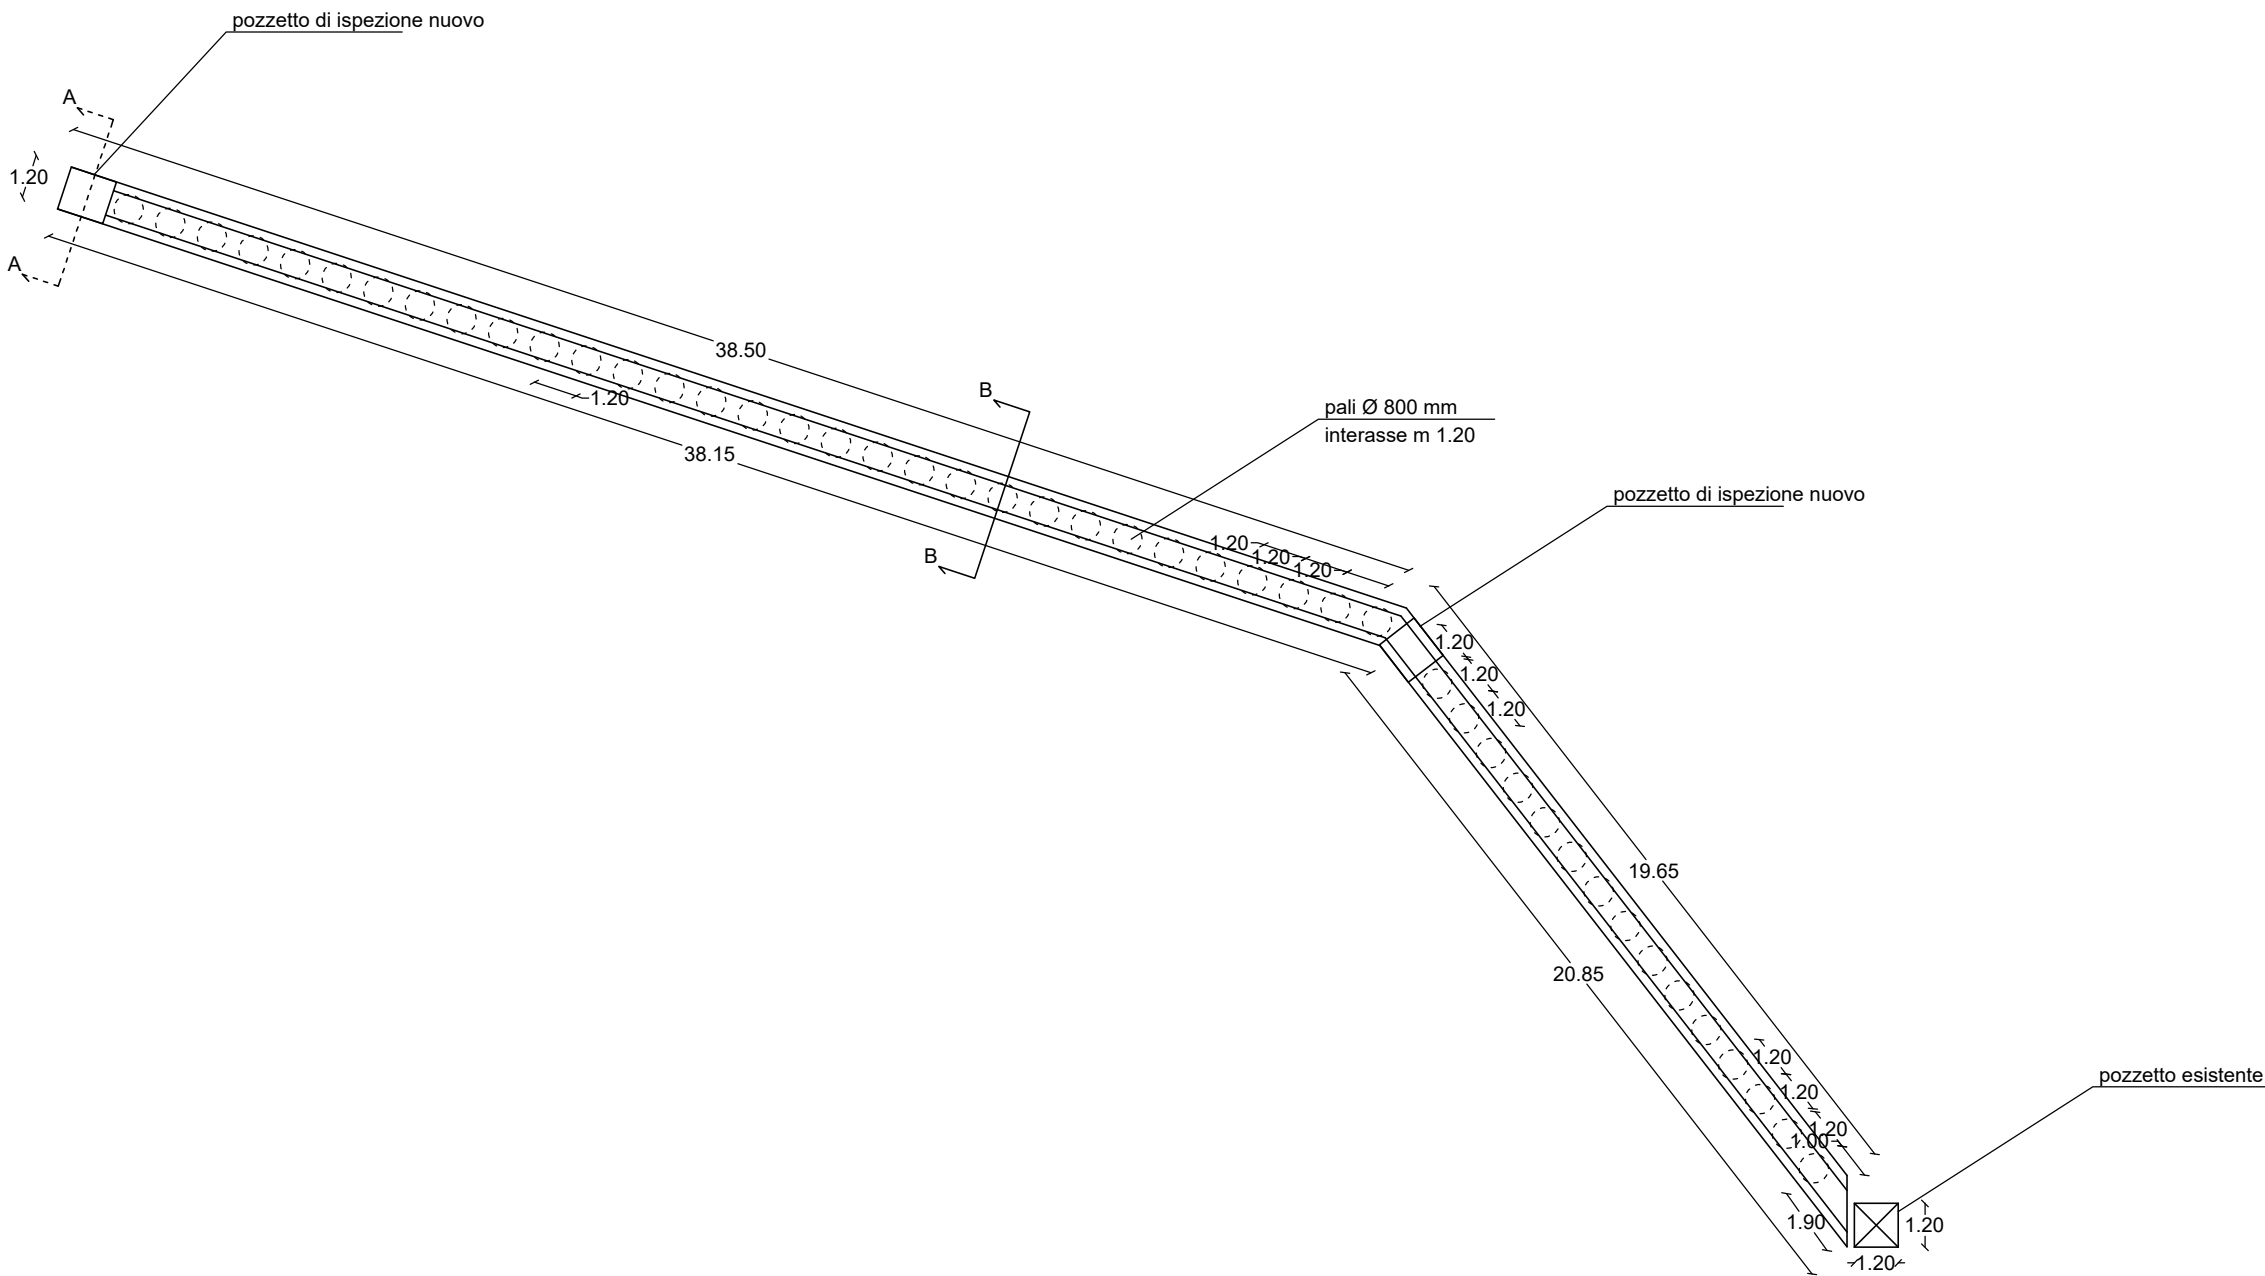 pozzetto di ispezione nuovo
A
1.20
A
38.50
B
1.20
pali Ø 800 mm
interasse m 1.20
38.15
pozzetto di ispezione nuovo
B
1.20
1.20
1.20
1.20
1.20
1.20
19.65
20.85
1.20
pozzetto esistente
1.20
1.20
1.00
1.90
1.20
1.20